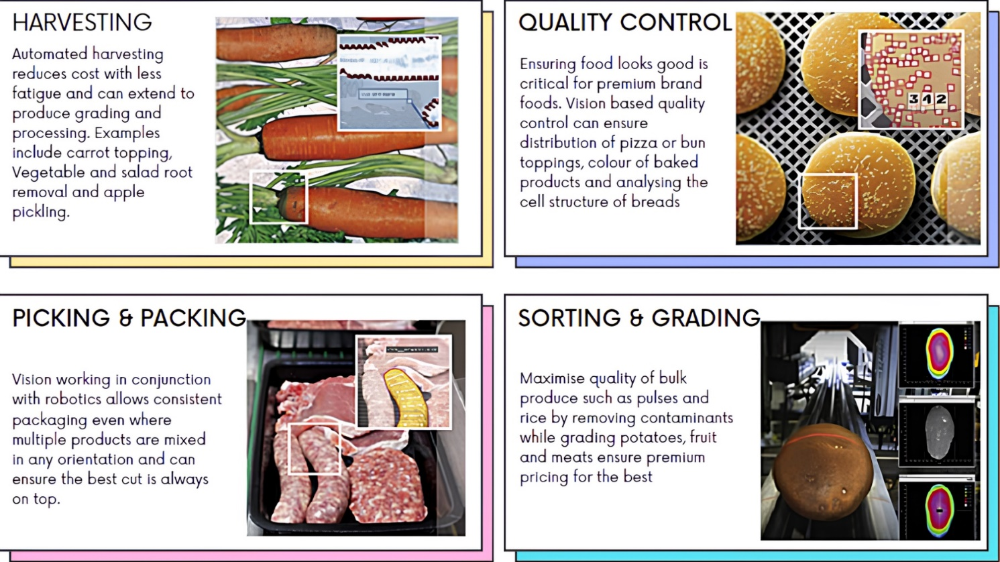 HARVESTING
Automated harvesting
reduces cost with less
fatigue and can extend to
produce grading and
processing. Examples
include carrot topping,
Vegetable and salad root
removal and apple
pickling.
QUALITY CONTROL
Ensuring food looks good is
critical for premium brand
foods. Vision based quality
control can ensure
distribution of pizza or bun
toppings, colour of baked
products and analysing the
cell structure of breads
342
PICKING & PACKING
Vision working in conjunction
with robotics allows consistent
packaging even where
multiple products are mixed
in any orientation and can
ensure the best cut is always
on top.
SORTING & GRADING
Maximise quality of bulk
produce such as pulses and
rice by removing contaminants
while grading potatoes, fruit
and meats ensure premium
pricing for the best